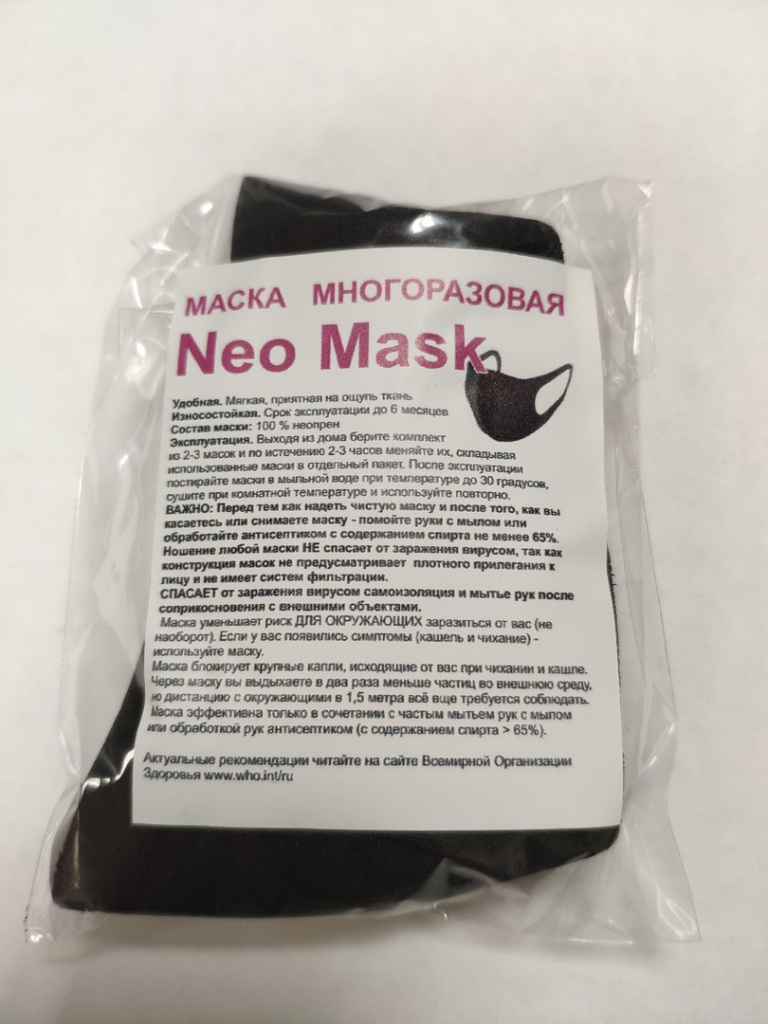 МАСКА МНОГОРАЗОВАЯ
Neo Mask
Удобная. Мягкая, приятная на ощупь ткань
Износостойкая. Срок эксплуатации до 6 месяцев
Состав маски: 100 % неопрен
Эксплуатация. Выходя из дома берите комплект
из 2-3 масок и по истечению 2-3 часов меняйте их, складывая
использованные маски в отдельный пакет. После эксплуатации
постирайте маски в мыльной воде при температуре до 30 градусов,
сушите при комнатной температуре и используйте повторно.
ВАЖНО: Перед тем как надеть чистую маску и после того, как вы
касаетесь или снимаете маску - помойте руки с мылом или
обработайте антисептиком с содержанием спирта не менее 65%.
Ношение любой маски НЕ спасает от заражения вирусом, так как
конструкция масок не предусматривает плотного прилегания к
лицу и не имеет систем фильтрации.
СПАСАЕТ от заражения вирусом самоизоляция и мытье рук после
соприкосновения с внешними объектами.
Маска уменьшает риск ДЛЯ ОКРУЖАЮЩИХ заразиться от вас (не
наоборот). Если у вас появились симптомы (кашель и чихание) -
используйте маску.
Маска блокирует крупные капли, исходящие от вас при чихании и кашле.
Через маску вы выдыхаете в два раза меньше частиц во внешнюю среду,
но дистанцию с окружающими в 1,5 метра всё вще требуется соблюдать.
Маска эффективна только в сочетании с частым мытьем рук с мылом
или обработкой рук антисептиком (с содержанием спирта > 65%).
Актуальные рекомендации читайте на сайте Всемирной Организации
Здоровья www.who.int/ru